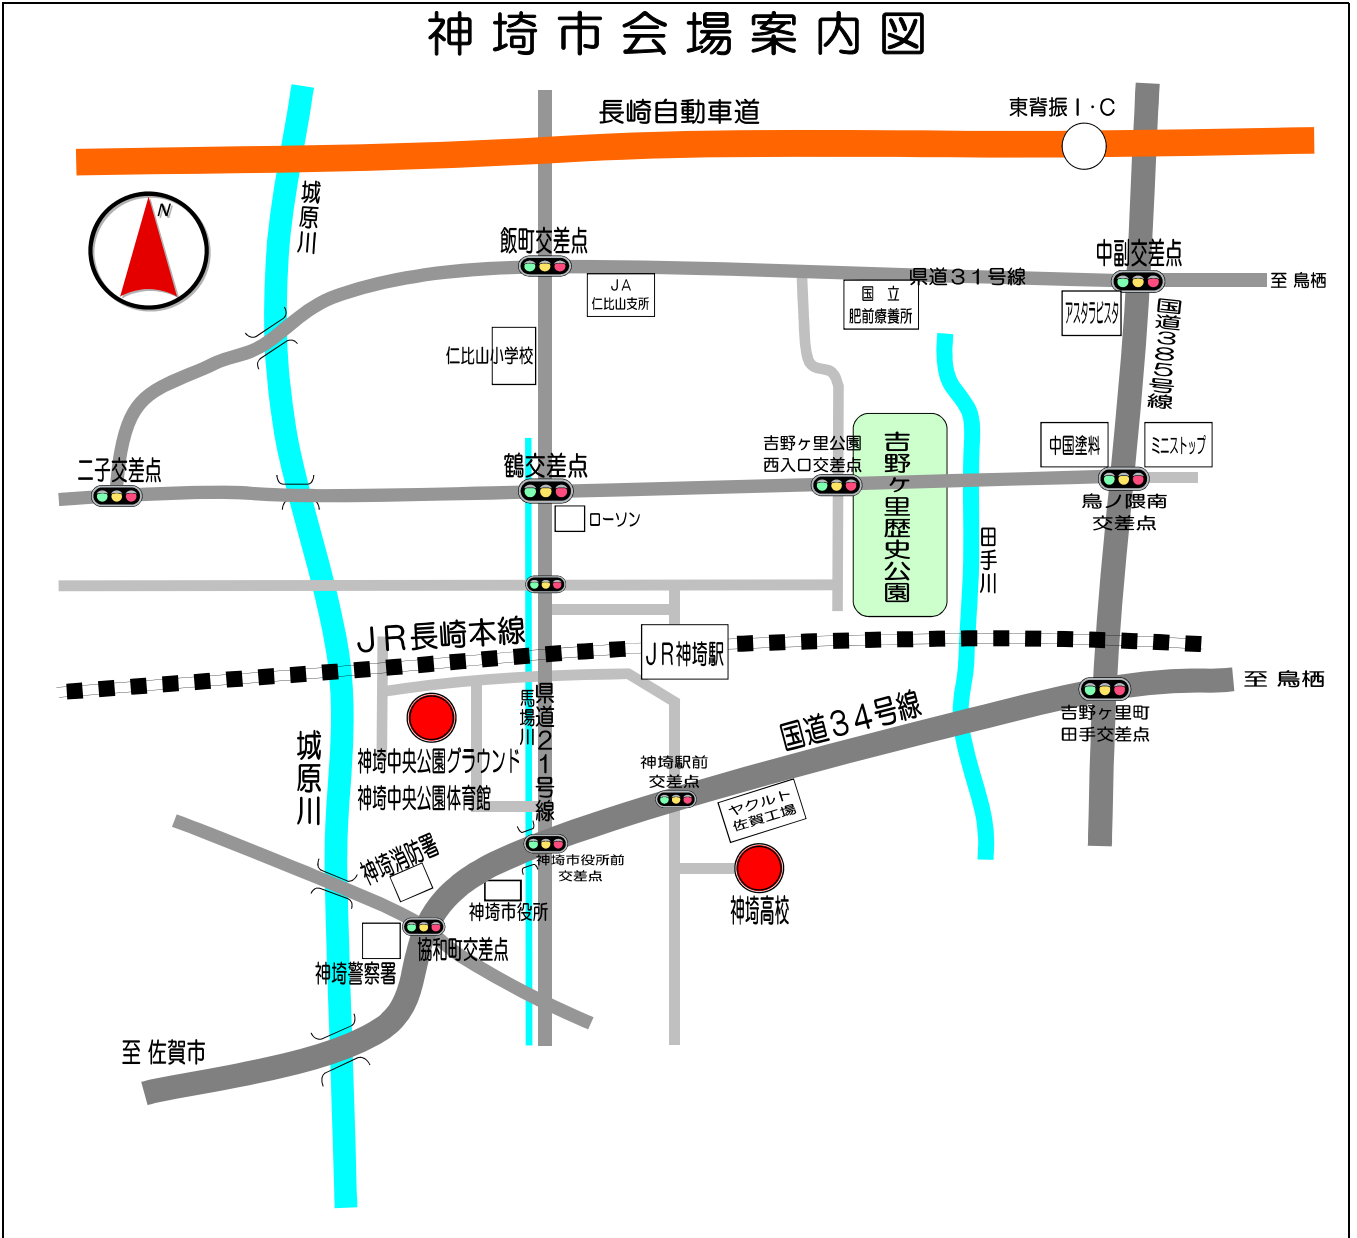 神埼市会場案内図
長崎自動車道
東脊振Ｉ・Ｃ
N
城原川
飯町交差点
中副交差点
ＪＡ
仁比山支所
県道３１号線
国立
肥前療養所
至 鳥栖
アスタラビスタ
国道３８５号線
仁比山小学校
吉野ヶ里公園
西入口交差点
吉野ヶ里歴史公園
中国塗料
ミニストップ
二子交差点
鶴交差点
ローソン
鳥ノ隈南
交差点
田手川
ＪＲ長崎本線
ＪＲ神埼駅
至 鳥栖
馬場川
県道２１号線
国道３４号線
吉野ヶ里町
田手交差点
城原川
神埼中央公園グラウンド
神埼中央公園体育館
神埼駅前
交差点
ヤクルト
佐賀工場
神埼消防署
神埼市役所前
交差点
神埼市役所
神埼高校
協和町交差点
神埼警察署
至 佐賀市